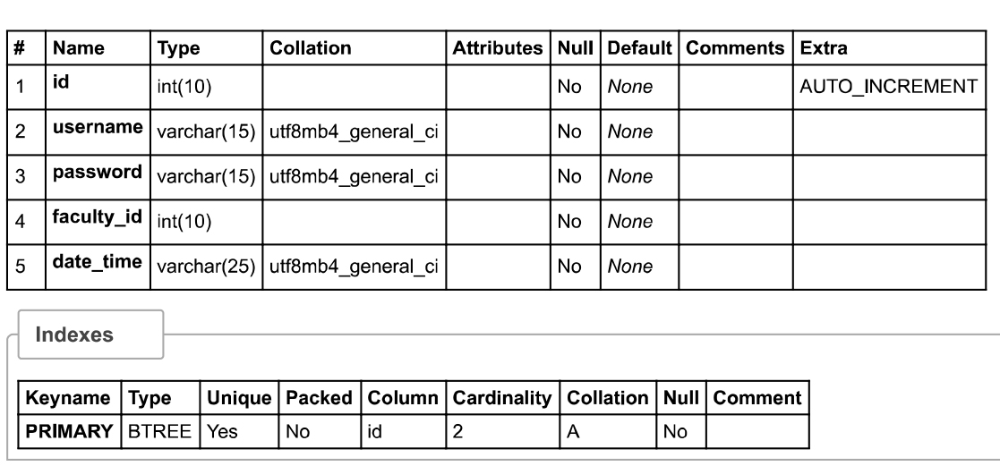 # Name Type Collation Attributes Null Default Comments Extra
1 id int(10) No None AUTO_INCREMENT
2 username varchar(15) utf8mb4_general_ci No None
3 password varchar(15) utf8mb4_general_ci No None
4 faculty_id int(10) No None
5 date_time varchar(25) utf8mb4_general_ci No None
Indexes
Keyname Type Unique Packed Column Cardinality Collation Null Comment
PRIMARY BTREE Yes No id 2 A No